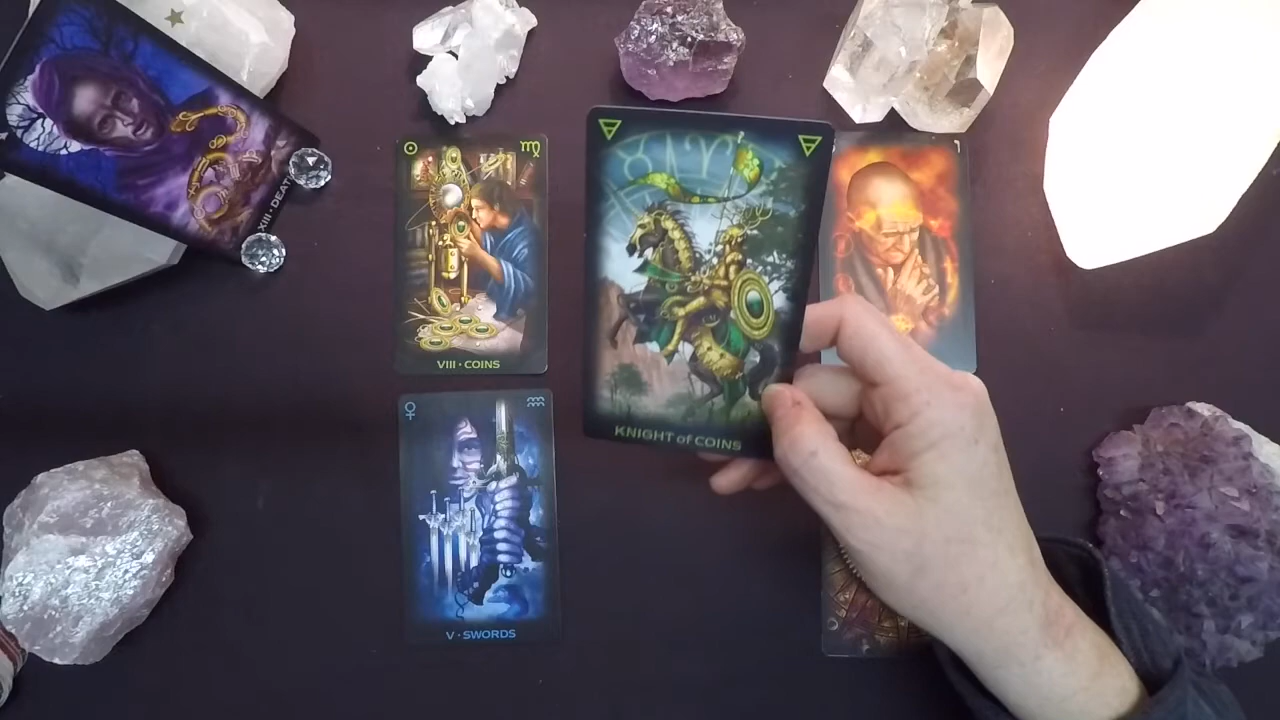 XIII · DEATH
VIII · COINS
KNIGHT of COINS
V · SWORDS